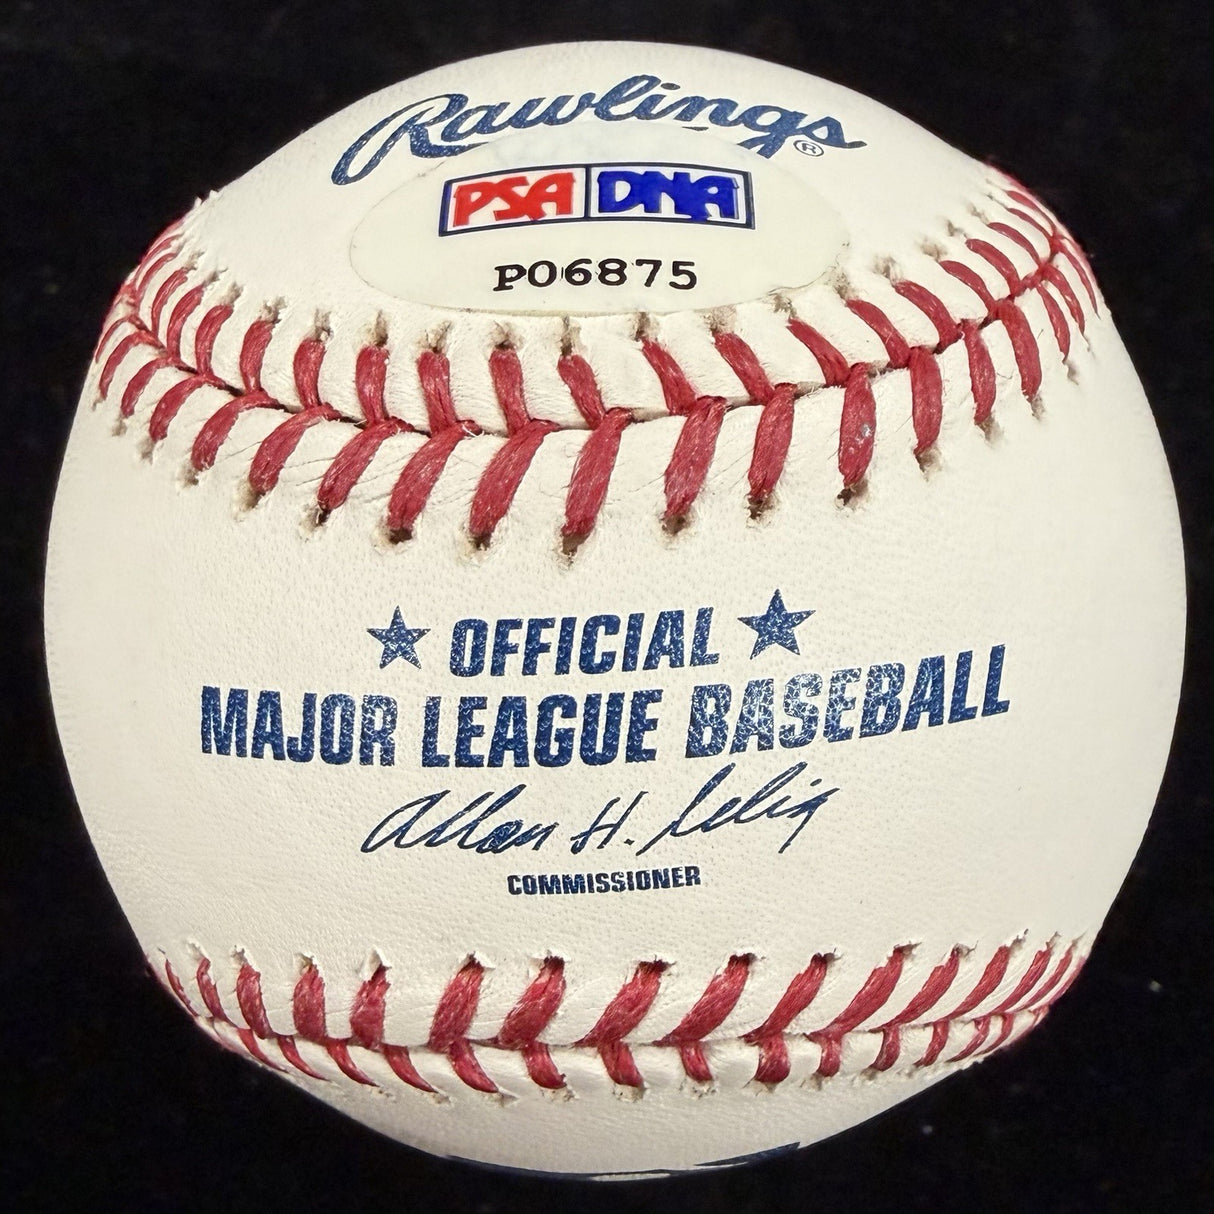 Rawlings®
PSA DNA
P06875
★ OFFICIAL ★
MAJOR LEAGUE BASEBALL
Allan H. Selig
COMMISSIONER